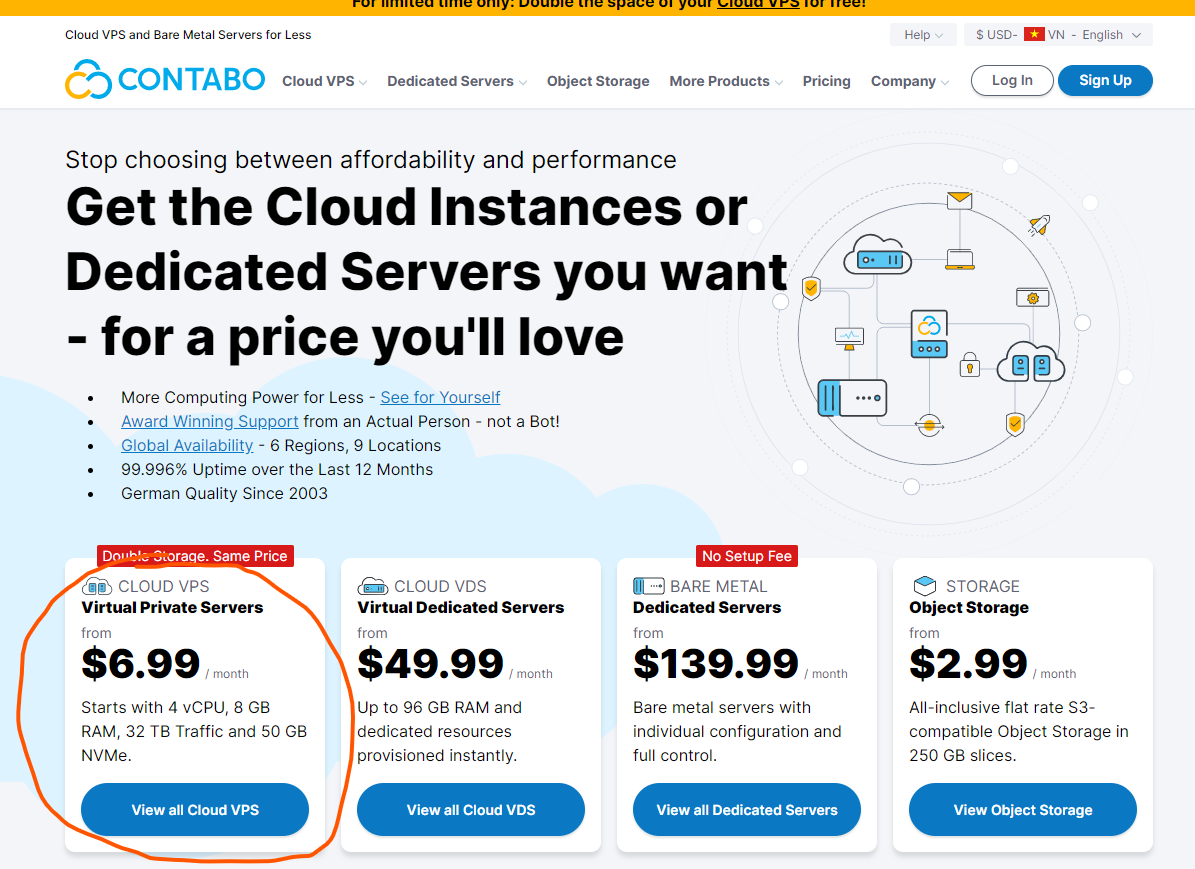 For limited time only: Double the space of your Cloud VPS for free!
Cloud VPS and Bare Metal Servers for Less
Help
$ USD- VN - English
CONTABO
Cloud VPS
Dedicated Servers
Object Storage
More Products
Pricing
Company
Log In
Sign Up
Stop choosing between affordability and performance
Get the Cloud Instances or
Dedicated Servers you want
- for a price you'll love
More Computing Power for Less - See for Yourself
Award Winning Support from an Actual Person - not a Bot!
Global Availability - 6 Regions, 9 Locations
99.996% Uptime over the Last 12 Months
German Quality Since 2003
Double Storage. Same Price
CLOUD VPS
Virtual Private Servers
from
$6.99 / month
Starts with 4 vCPU, 8 GB
RAM, 32 TB Traffic and 50 GB
NVMe.
View all Cloud VPS
CLOUD VDS
Virtual Dedicated Servers
from
$49.99 / month
Up to 96 GB RAM and
dedicated resources
provisioned instantly.
View all Cloud VDS
No Setup Fee
BARE METAL
Dedicated Servers
from
$139.99 / month
Bare metal servers with
individual configuration and
full control.
View all Dedicated Servers
STORAGE
Object Storage
from
$2.99 / month
All-inclusive flat rate S3-
compatible Object Storage in
250 GB slices.
View Object Storage